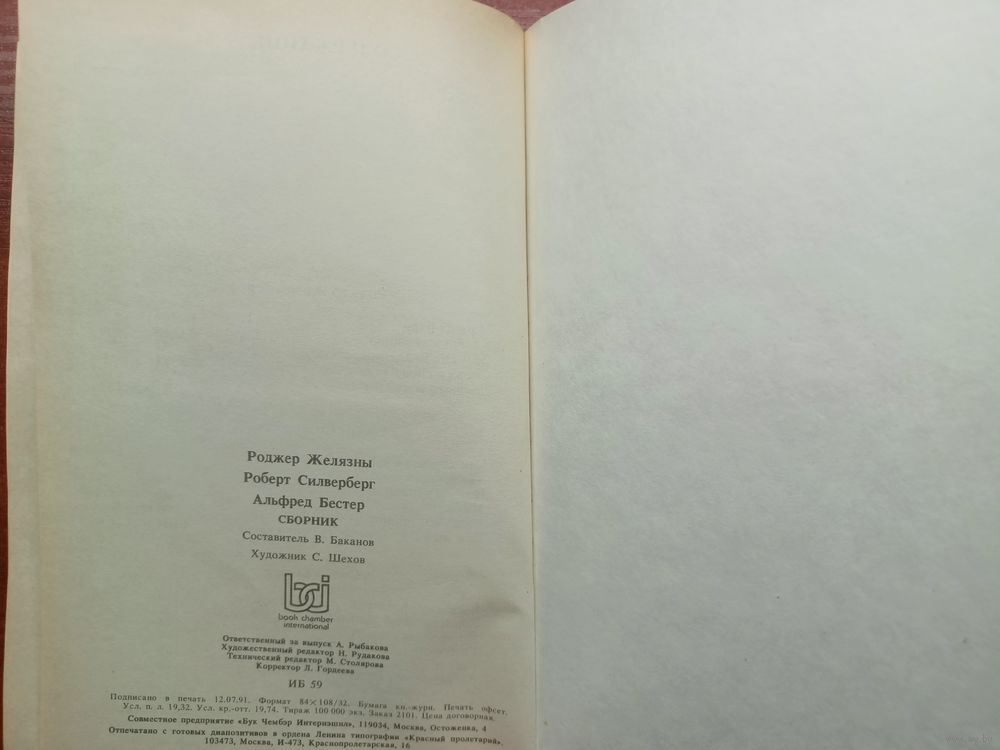 Роджер Желязны
Роберт Силверберг
Альфред Бестер
СБОРНИК
Составитель В. Баканов
Художник С. Шехов
bci
book chamber
international
Ответственный за выпуск А. Рыбакова
Художественный редактор Н. Рудакова
Технический редактор М. Столярова
Корректор Л. Гордеева
ИБ 59
Подписано в печать 12.07.91. Формат 84×108/32. Бумага кн.-журн. Печать офсет.
Усл. п. л. 19,32. Усл. кр.-отт. 19,74. Тираж 100 000 экз. Заказ 2101. Цена договорная.
Совместное предприятие «Бук Чембэр Интернэшнл», 119034, Москва, Остоженка, 4
Отпечатано с готовых диапозитивов в ордена Ленина типографии «Красный пролетарий».
103473, Москва, И-473, Краснопролетарская, 16